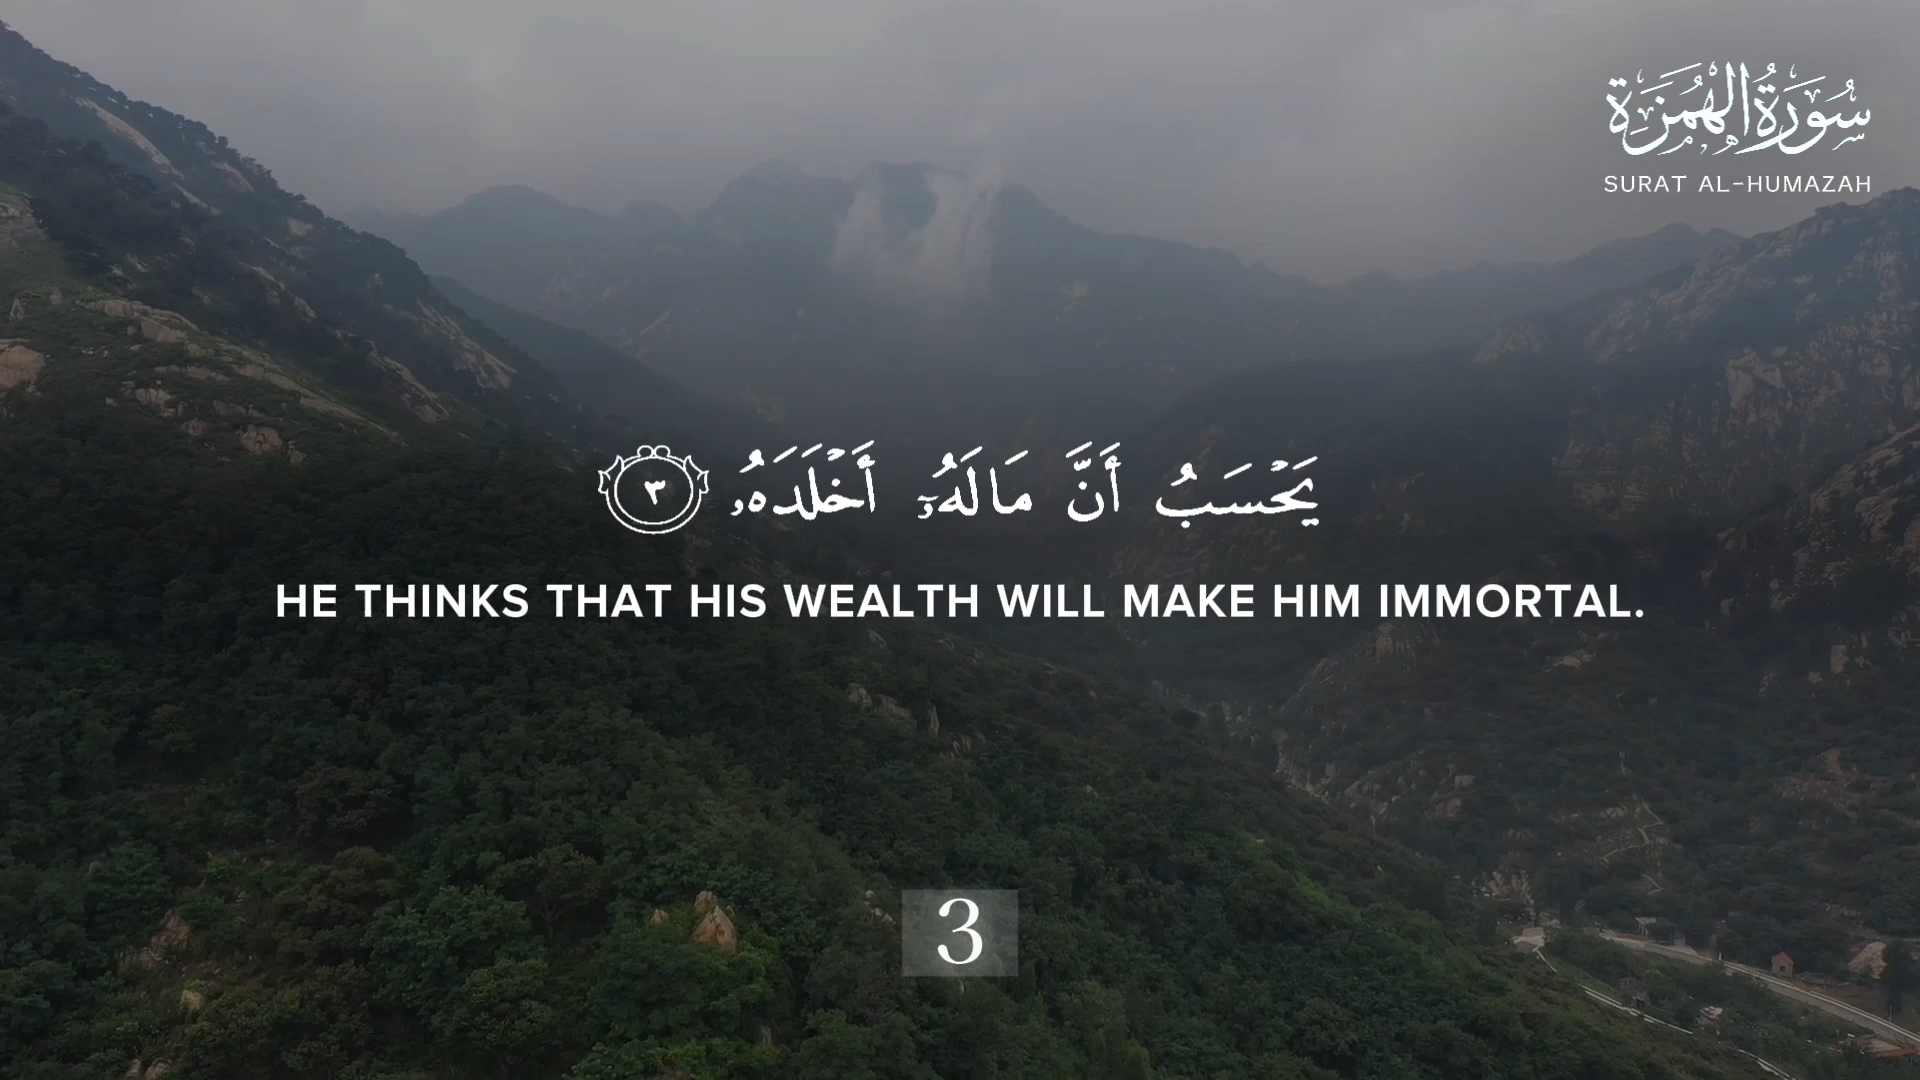 سُورَةُ الهُمَزَة
SURAT AL-HUMAZAH
يَحْسَبُ أَنَّ مَالَهُۥٓ أَخْلَدَهُۥ ٣
HE THINKS THAT HIS WEALTH WILL MAKE HIM IMMORTAL.
3